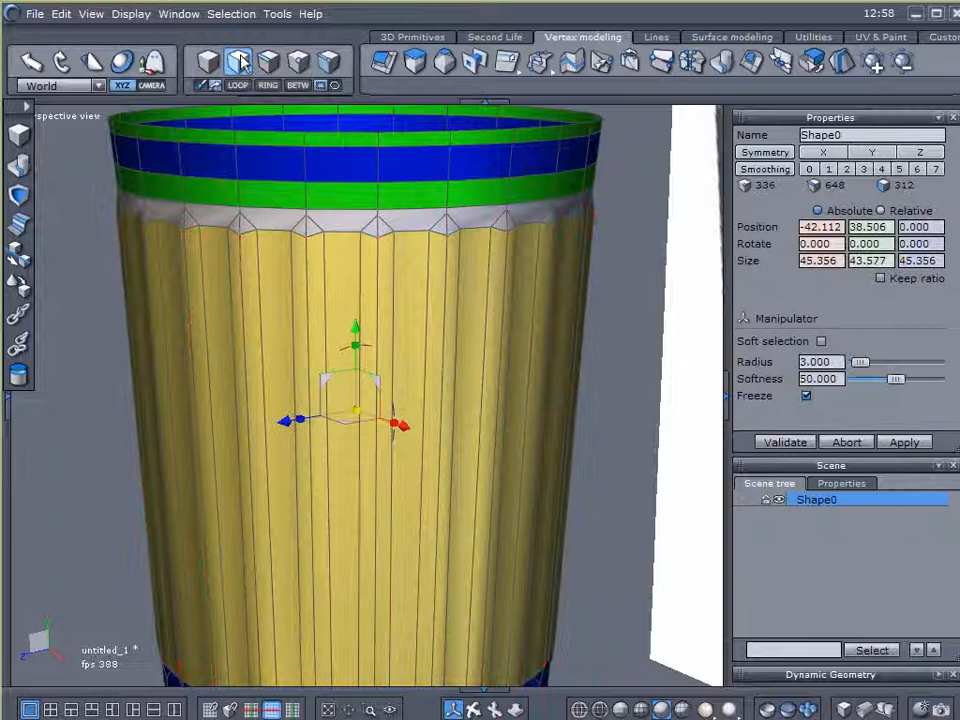 File Edit View Display Window Selection Tools Help 12:58
3D Primitives Second Life Vertex modeling Lines Surface modeling Utilities UV & Paint Custo
World XYZ CAMERA LOOP RING BETW
spective view
Properties
Name Shape0
Symmetry X Y Z
Smoothing 0 1 2 3 4 5 6 7
336 648 312
Absolute Relative
Position -42.112 38.506 0.000
Rotate 0.000 0.000 0.000
Size 45.356 43.577 45.356
Keep ratio
Manipulator
Soft selection
Radius 3.000
Softness 50.000
Freeze
Validate Abort Apply
Scene
Scene tree Properties
Shape0
Select
Dynamic Geometry
Y
Z
untitled_1 *
fps 388